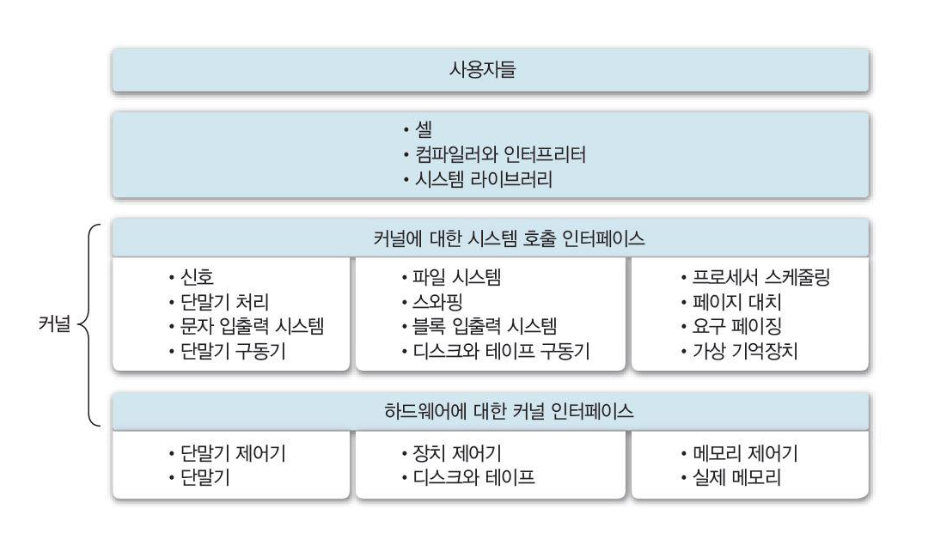 사용자들
• 셸
• 컴파일러와 인터프리터
• 시스템 라이브러리
커널
커널에 대한 시스템 호출 인터페이스
• 신호
• 단말기 처리
• 문자 입출력 시스템
• 단말기 구동기
• 파일 시스템
• 스와핑
• 블록 입출력 시스템
• 디스크와 테이프 구동기
• 프로세서 스케줄링
• 페이지 대치
• 요구 페이징
• 가상 기억장치
하드웨어에 대한 커널 인터페이스
• 단말기 제어기
• 단말기
• 장치 제어기
• 디스크와 테이프
• 메모리 제어기
• 실제 메모리